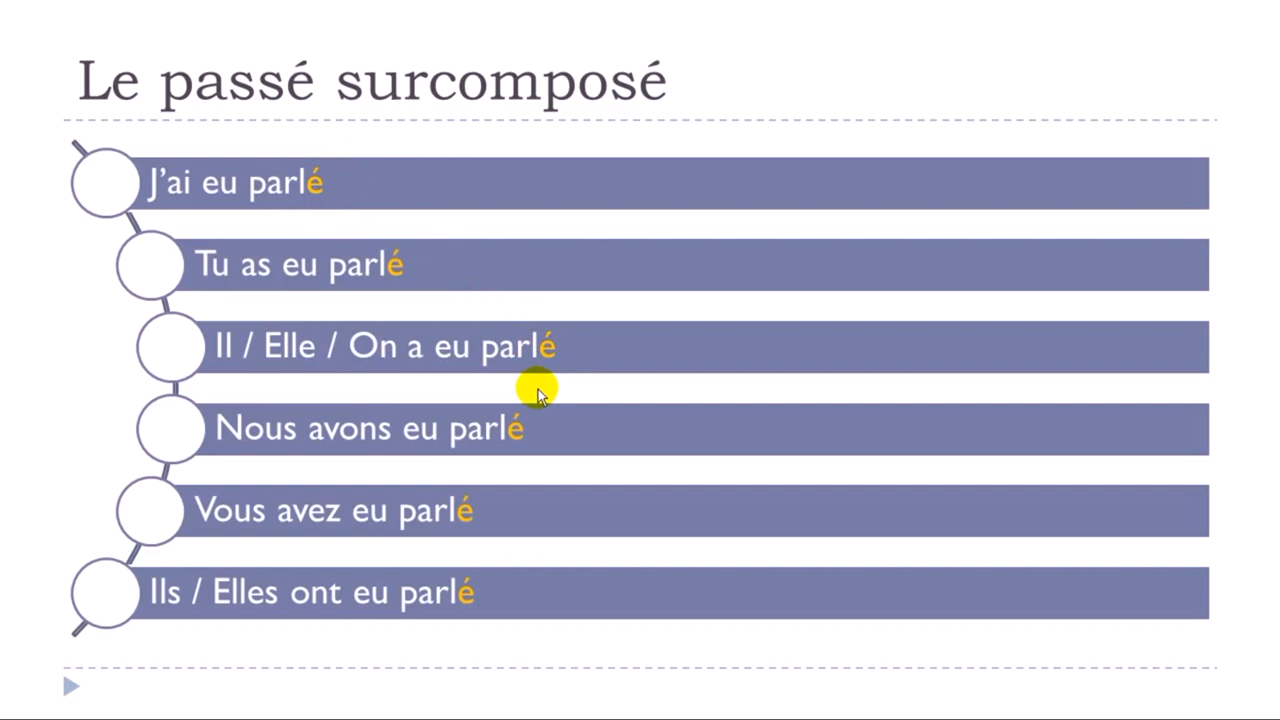 Le passé surcomposé
J’ai eu parlé
Tu as eu parlé
Il / Elle / On a eu parlé
Nous avons eu parlé
Vous avez eu parlé
Ils / Elles ont eu parlé